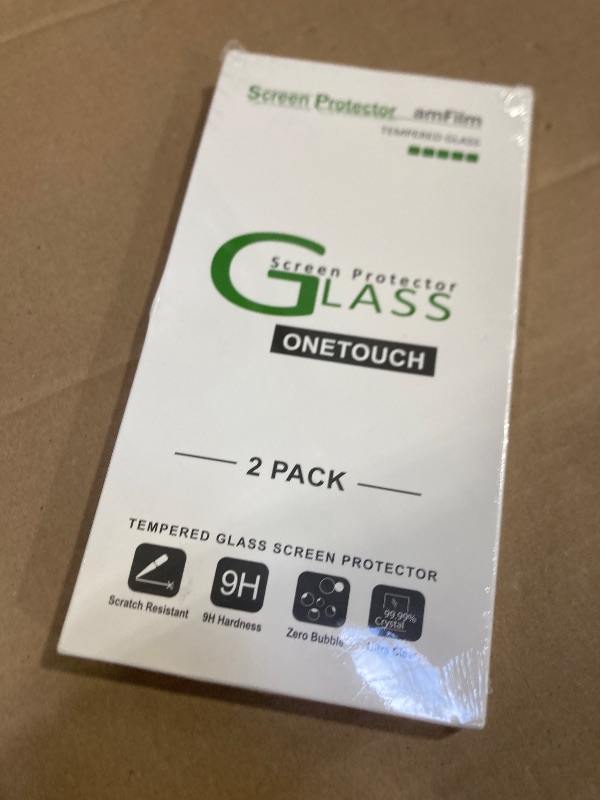 Screen Protector amFilm
TEMPERED GLASS
Screen Protector
GLASS
ONETOUCH
2 PACK
TEMPERED GLASS SCREEN PROTECTOR
9H
99.99%
Crystal
Scratch Resistant 9H Hardness Zero Bubble Ultra Clear